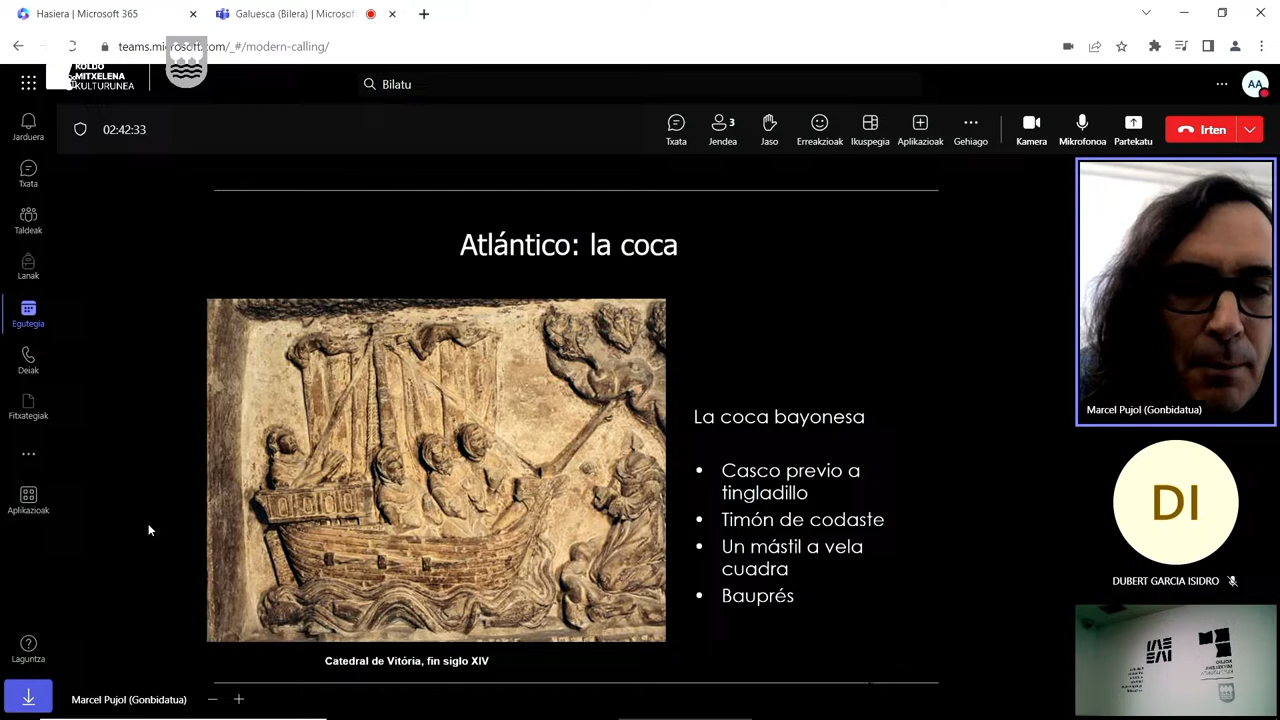 Hasiera | Microsoft 365
Galuesca (Bilera) | Microsoft
teams.microsoft.com/_#/modern-calling/
KOLDO
MITXELENA
KULTURUNEA
Bilatu
AA
Jarduera
Txata
Taldeak
Lanak
Egutegia
Deiak
Fitxategiak
Aplikazioak
Laguntza
02:42:33
Txata
3
Jendea
Jaso
Erreakzioak
Ikuspegia
Aplikazioak
Gehiago
Kamera
Mikrofonoa
Partekatu
Irten
Atlántico: la coca
La coca bayonesa
• Casco previo a
tingladillo
• Timón de codaste
• Un mástil a vela
cuadra
• Bauprés
Catedral de Vitória, fin siglo XIV
Marcel Pujol (Gonbidatua)
Marcel Pujol (Gonbidatua)
DI
DUBERT GARCIA ISIDRO